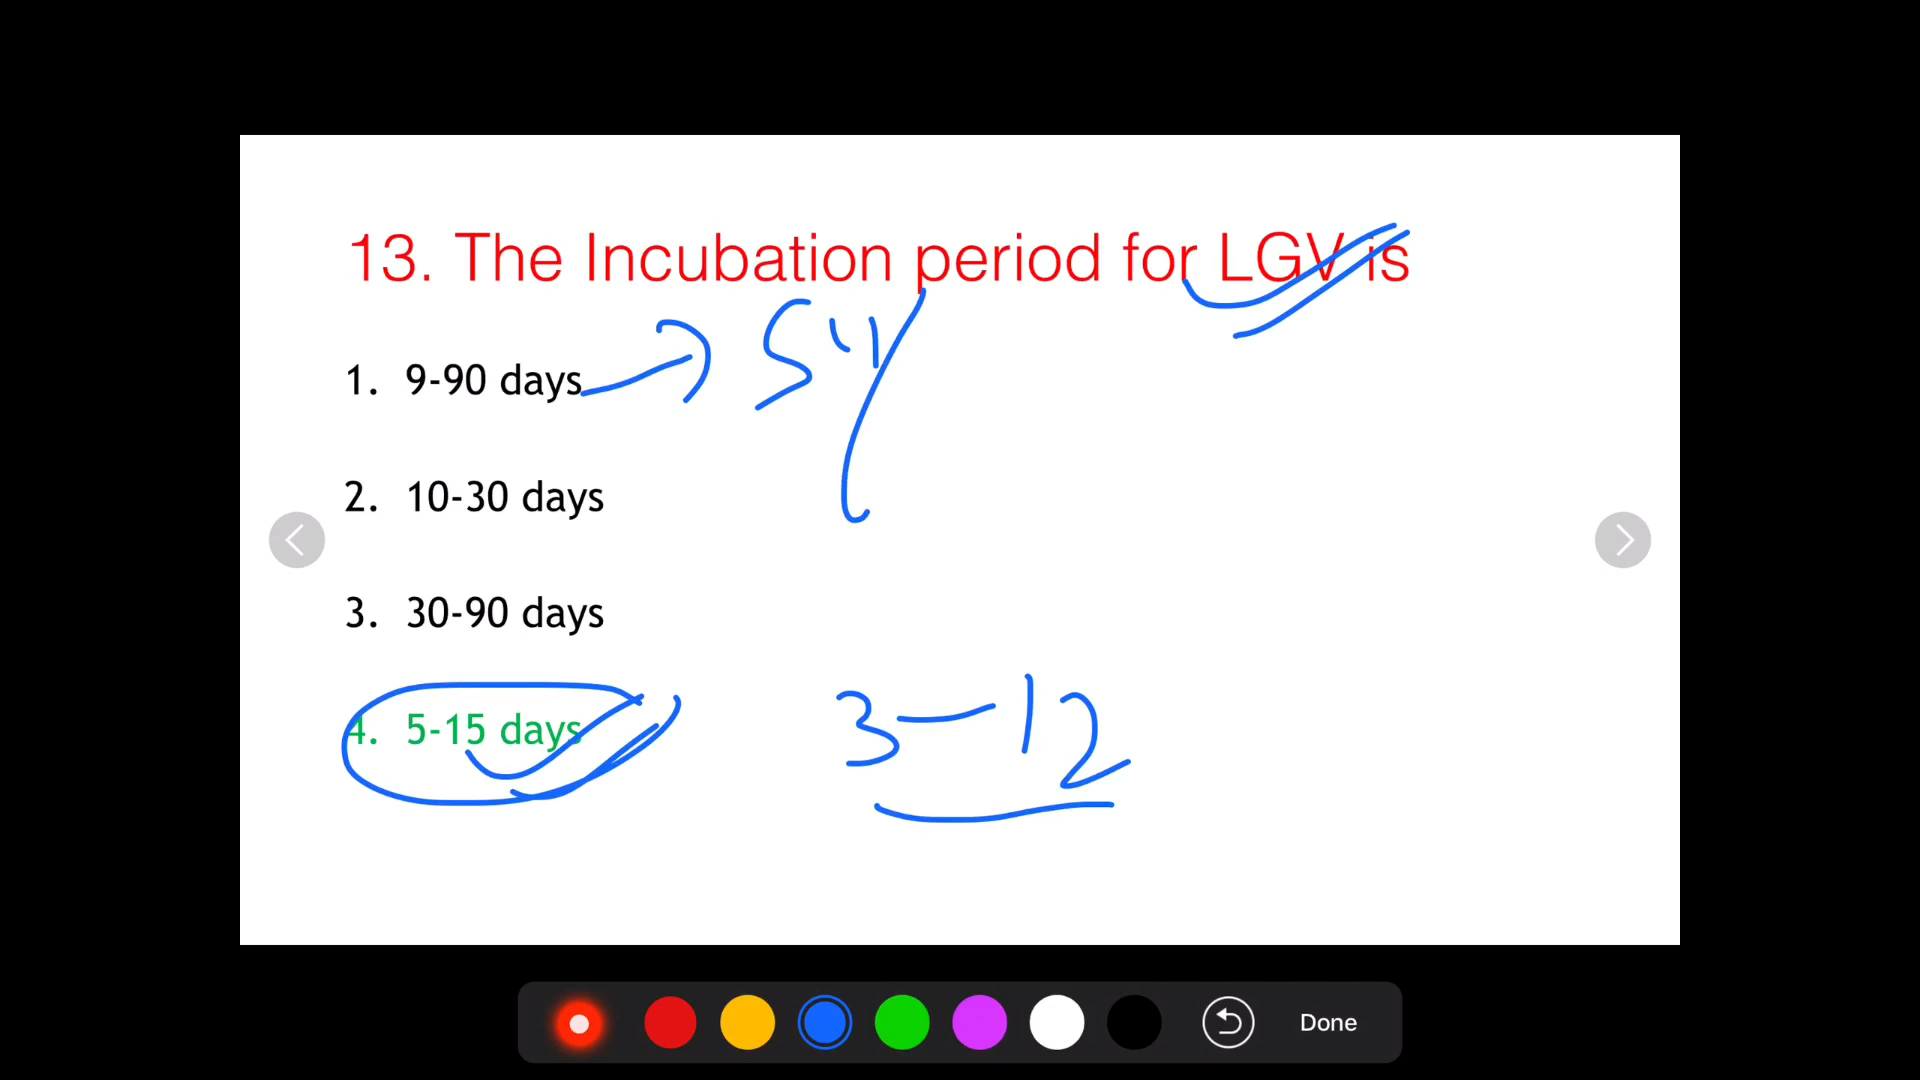 13. The Incubation period for LGV is
1. 9-90 days
Sy
2. 10-30 days
3. 30-90 days
4. 5-15 days
3-12
Done